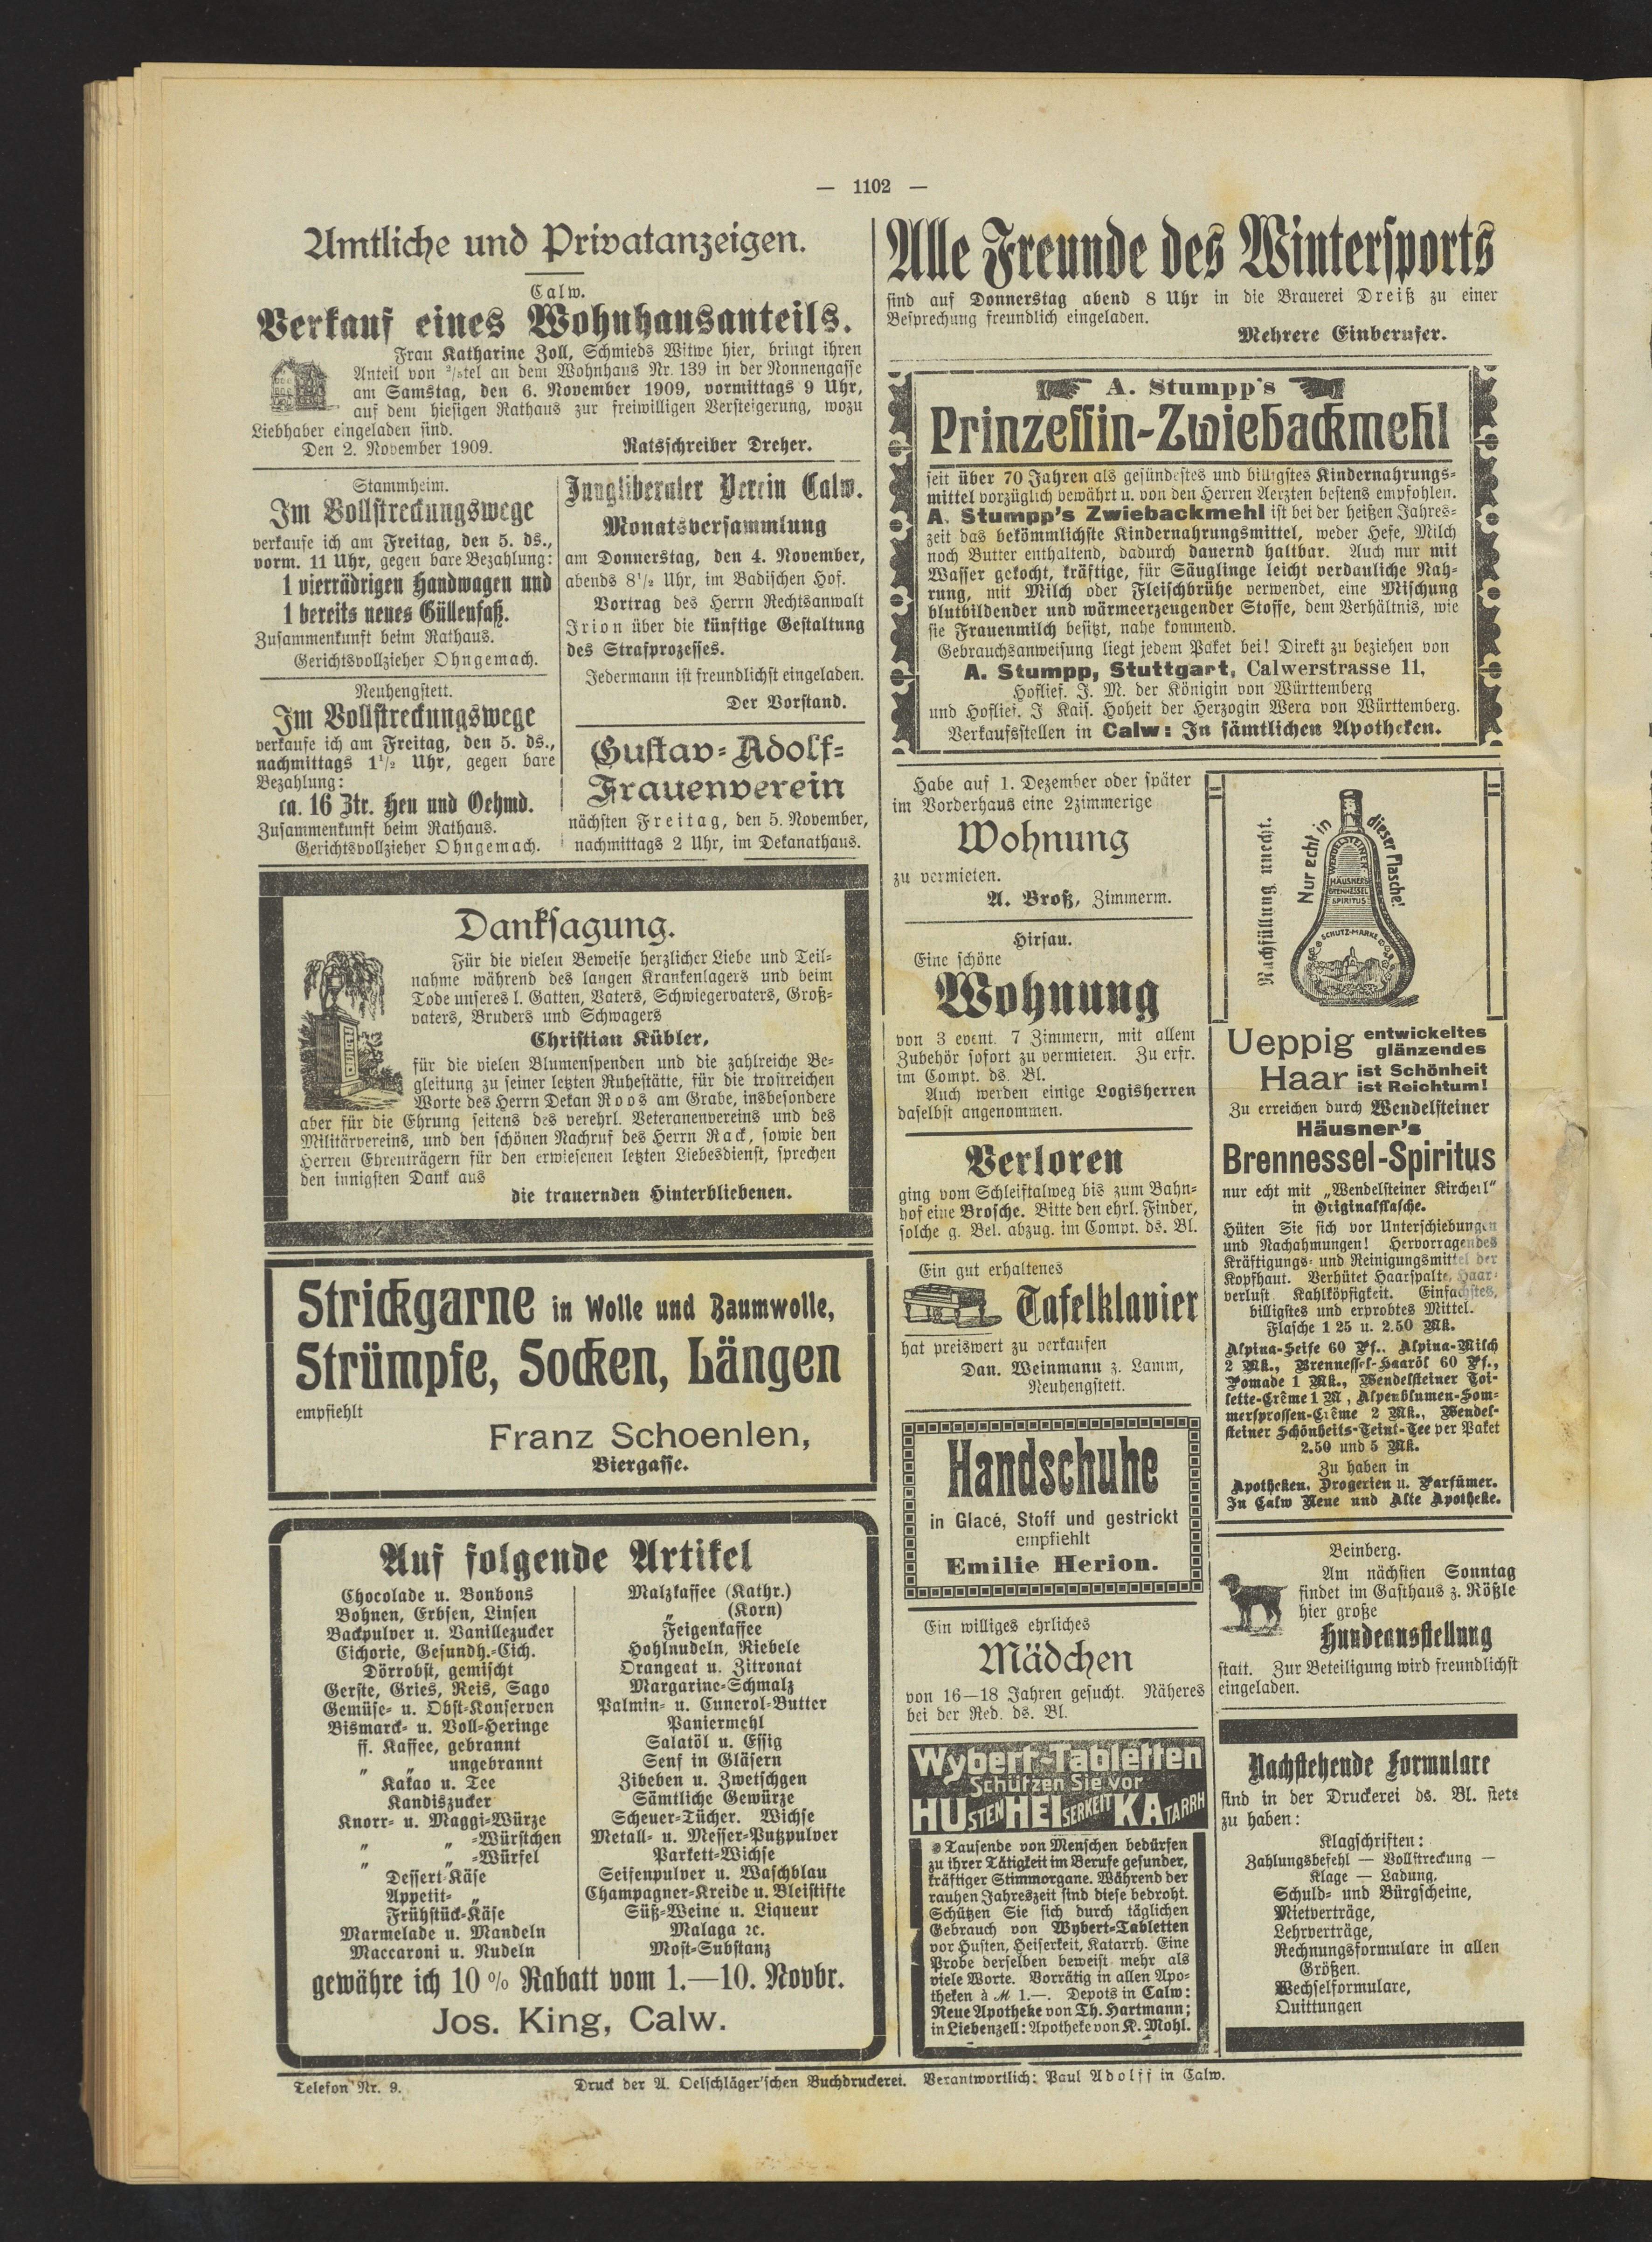 — 1102 —
Amtliche und Privatanzeigen.
Calw.
Verkauf eines Wohnhausanteils.
Frau Katharine Zoll, Schmieds Witwe hier, bringt ihren
Anteil von ²/₅tel an dem Wohnhaus Nr. 139 in der Nonnengasse
am Samstag, den 6. November 1909, vormittags 9 Uhr,
auf dem hiesigen Rathaus zur freiwilligen Versteigerung, wozu
Liebhaber eingeladen sind.
Den 2. November 1909.
Ratsschreiber Dreher.
Stammheim.
Im Vollstreckungswege
verkaufe ich am Freitag, den 5. ds.,
vorm. 11 Uhr, gegen bare Bezahlung:
1 vierrädrigen Handwagen und
1 bereits neues Güllenfaß.
Zusammenkunft beim Rathaus.
Gerichtsvollzieher Ohngemach.
Neuhengstett.
Im Vollstreckungswege
verkaufe ich am Freitag, den 5. ds.,
nachmittags 1¹/₂ Uhr, gegen bare
Bezahlung:
ca. 16 Ztr. Heu und Oehmd.
Zusammenkunft beim Rathaus.
Gerichtsvollzieher Ohngemach.
Jungliberaler Verein Calw.
Monatsversammlung
am Donnerstag, den 4. November,
abends 8¹/₂ Uhr, im Badischen Hof.
Vortrag des Herrn Rechtsanwalt
Irion über die künftige Gestaltung
des Strafprozesses.
Jedermann ist freundlichst eingeladen.
Der Vorstand.
Gustav-Adolf-
Frauenverein
nächsten Freitag, den 5. November,
nachmittags 2 Uhr, im Dekanathaus.
Danksagung.
Für die vielen Beweise herzlicher Liebe und Teil-
nahme während des langen Krankenlagers und beim
Tode unseres l. Gatten, Vaters, Schwiegervaters, Groß-
vaters, Bruders und Schwagers
Christian Kübler,
für die vielen Blumenspenden und die zahlreiche Be-
gleitung zu seiner letzten Ruhestätte, für die trostreichen
Worte des Herrn Dekan Roos am Grabe, insbesondere
aber für die Ehrung seitens des verehrl. Veteranenvereins und des
Militärvereins, und den schönen Nachruf des Herrn Rack, sowie den
Herren Ehrenträgern für den erwiesenen letzten Liebesdienst, sprechen
den innigsten Dank aus
die trauernden Hinterbliebenen.
Strickgarne in Wolle und Baumwolle,
Strümpfe, Socken, Längen
empfiehlt
Franz Schoenlen,
Biergasse.
Auf folgende Artikel
Chocolade u. Bonbons
Bohnen, Erbsen, Linsen
Backpulver u. Vanillezucker
Cichorie, Gesundh.-Cich.
Dörrobst, gemischt
Gerste, Gries, Reis, Sago
Gemüse- u. Obst-Konserven
Bismarck- u. Voll-Heringe
ff. Kaffee, gebrannt
„ „ ungebrannt
Kakao u. Tee
Kandiszucker
Knorr- u. Maggi-Würze
„ „ -Würstchen
„ „ -Würfel
Dessert-Käse
Appetit- „
Frühstück-Käse
Marmelade u. Mandeln
Maccaroni u. Nudeln
Malzkaffee (Kathr.)
„ (Korn)
Feigenkaffee
Hohlnudeln, Riebele
Orangeat u. Zitronat
Margarine-Schmalz
Palmin- u. Cunerol-Butter
Paniermehl
Salatöl u. Essig
Senf in Gläsern
Zibeben u. Zwetschgen
Sämtliche Gewürze
Scheuer-Tücher. Wichse
Metall- u. Messer-Putzpulver
Parkett-Wichse
Seifenpulver u. Waschblau
Champagner-Kreide u. Bleistifte
Süß-Weine u. Liqueur
Malaga ꝛc.
Most-Substanz
gewähre ich 10 % Rabatt vom 1.—10. Novbr.
Jos. King, Calw.
Alle Freunde des Wintersports
sind auf Donnerstag abend 8 Uhr in die Brauerei Dreiß zu einer
Besprechung freundlich eingeladen.
Mehrere Einberufer.
A. Stumpp's
Prinzessin-Zwiebackmehl
seit über 70 Jahren als gesündestes und billigstes Kindernahrungs-
mittel vorzüglich bewährt u. von den Herren Aerzten bestens empfohlen.
A. Stumpp's Zwiebackmehl ist bei der heißen Jahres-
zeit das bekömmlichste Kindernahrungsmittel, weder Hefe, Milch
noch Butter enthaltend, dadurch dauernd haltbar. Auch nur mit
Wasser gekocht, kräftige, für Säuglinge leicht verdauliche Nah-
rung, mit Milch oder Fleischbrühe verwendet, eine Mischung
blutbildender und wärmeerzeugender Stoffe, dem Verhältnis, wie
sie Frauenmilch besitzt, nahe kommend.
Gebrauchsanweisung liegt jedem Paket bei! Direkt zu beziehen von
A. Stumpp, Stuttgart, Calwerstrasse 11,
Hoflief. J. M. der Königin von Württemberg
und Hoflief. J Kais. Hoheit der Herzogin Wera von Württemberg.
Verkaufsstellen in Calw: In sämtlichen Apotheken.
Habe auf 1. Dezember oder später
im Vorderhaus eine 2zimmerige
Wohnung
zu vermieten.
A. Broß, Zimmerm.
Hirsau.
Eine schöne
Wohnung
von 3 event. 7 Zimmern, mit allem
Zubehör sofort zu vermieten. Zu erfr.
im Compt. ds. Bl.
Auch werden einige Logisherren
daselbst angenommen.
Verloren
ging vom Schleiftalweg bis zum Bahn-
hof eine Brosche. Bitte den ehrl. Finder,
solche g. Bel. abzug. im Compt. ds. Bl.
Ein gut erhaltenes
Tafelklavier
hat preiswert zu verkaufen
Dan. Weinmann z. Lamm,
Neuhengstett.
Handschuhe
in Glacé, Stoff und gestrickt
empfiehlt
Emilie Herion.
Ein williges ehrliches
Mädchen
von 16—18 Jahren gesucht. Näheres
bei der Red. ds. Bl.
Wybert-Tabletten
Schützen Sie vor
HUSTEN HEISERKEIT KATARRH
Tausende von Menschen bedürfen
zu ihrer Tätigkeit im Berufe gesunder,
kräftiger Stimmorgane. Während der
rauhen Jahreszeit sind diese bedroht.
Schützen Sie sich durch täglichen
Gebrauch von Wybert-Tabletten
vor Husten, Heiserkeit, Katarrh. Eine
Probe derselben beweist mehr als
viele Worte. Vorrätig in allen Apo-
theken à M 1.—. Depots in Calw:
Neue Apotheke von Th. Hartmann;
in Liebenzell: Apotheke von K. Mohl.
Nachfüllung unecht.
Nur echt in dieser Flasche!
WENDELSTEINER
HÄUSNER'S
BRENNESSEL
SPIRITUS
SCHUTZ-MARKE
Ueppig entwickeltes
glänzendes
Haar ist Schönheit
ist Reichtum!
Zu erreichen durch Wendelsteiner
Häusner's
Brennessel-Spiritus
nur echt mit „Wendelsteiner Kircherl"
in Originalflasche.
Hüten Sie sich vor Unterschiebungen
und Nachahmungen! Hervorragendes
Kräftigungs- und Reinigungsmittel der
Kopfhaut. Verhütet Haarspalte, Haar-
verlust Kahlköpfigkeit. Einfachstes,
billigstes und erprobtes Mittel.
Flasche 1 25 u. 2.50 Mk.
Alpina-Seife 60 Pf., Alpina-Milch
2 Mk., Brennessel-Haaröl 60 Pf.,
Pomade 1 Mk., Wendelsteiner Toi-
lette-Crême 1 M, Alpenblumen-Som-
mersprossen-Crême 2 Mk., Wendel-
steiner Schönheits-Teint-Tee per Paket
2.50 und 5 Mk.
Zu haben in
Apotheken, Drogerien u. Parfümer.
In Calw Neue und Alte Apotheke.
Beinberg.
Am nächsten Sonntag
findet im Gasthaus z. Rößle
hier große
Hundeausstellung
statt. Zur Beteiligung wird freundlichst
eingeladen.
Nachstehende Formulare
sind in der Druckerei ds. Bl. stets
zu haben:
Klagschriften:
Zahlungsbefehl — Vollstreckung —
Klage — Ladung.
Schuld- und Bürgscheine,
Mietverträge,
Lehrverträge,
Rechnungsformulare in allen
Größen.
Wechselformulare,
Quittungen
Telefon Nr. 9.
Druck der A. Oelschläger'schen Buchdruckerei. Verantwortlich: Paul Adolff in Calw.